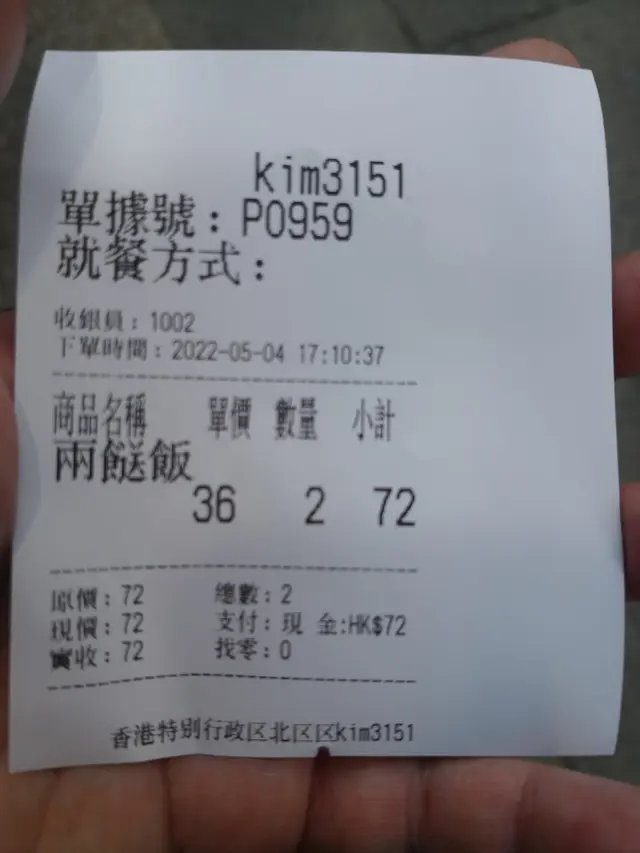 kim3151
單據號：P0959
就餐方式：
收銀員：1002
下單時間：2022-05-04 17:10:37
商品名稱 單價 數量 小計
兩餸飯
36 2 72
原價：72 總數：2
現價：72 支付：現 金:HK$72
實收：72 找零：0
香港特别行政区北区区kim3151